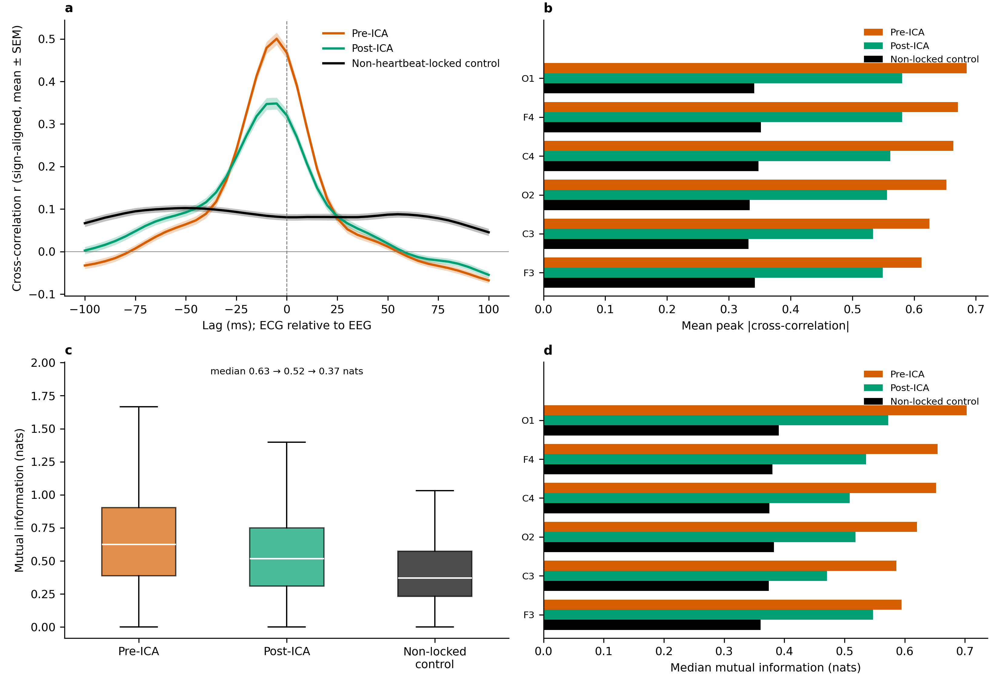 a
Cross-correlation r (sign-aligned, mean ± SEM)
0.5
0.4
0.3
0.2
0.1
0.0
−0.1
Pre-ICA
Post-ICA
Non-heartbeat-locked control
−100 −75 −50 −25 0 25 50 75 100
Lag (ms); ECG relative to EEG
b
Pre-ICA
Post-ICA
Non-locked control
O1
F4
C4
O2
C3
F3
0.0 0.1 0.2 0.3 0.4 0.5 0.6 0.7
Mean peak |cross-correlation|
c
Mutual information (nats)
2.00
1.75
1.50
1.25
1.00
0.75
0.50
0.25
0.00
median 0.63 → 0.52 → 0.37 nats
Pre-ICA Post-ICA Non-locked
control
d
Pre-ICA
Post-ICA
Non-locked control
O1
F4
C4
O2
C3
F3
0.0 0.1 0.2 0.3 0.4 0.5 0.6 0.7
Median mutual information (nats)